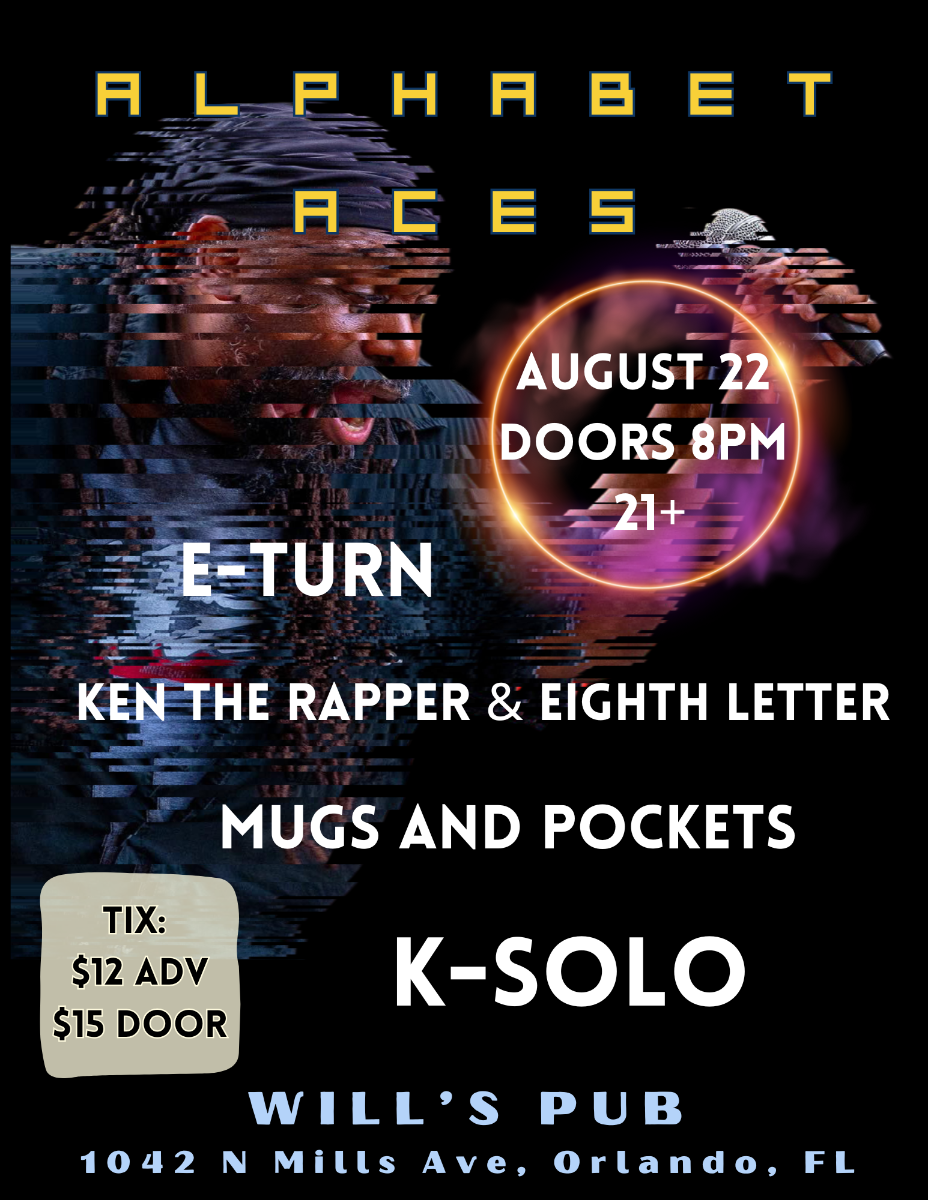 ALPHABET
ACES
AUGUST 22
DOORS 8PM
21+
E-TURN
KEN THE RAPPER & EIGHTH LETTER
MUGS AND POCKETS
K-SOLO
TIX:
$12 ADV
$15 DOOR
WILL'S PUB
1042 N Mills Ave, Orlando, FL